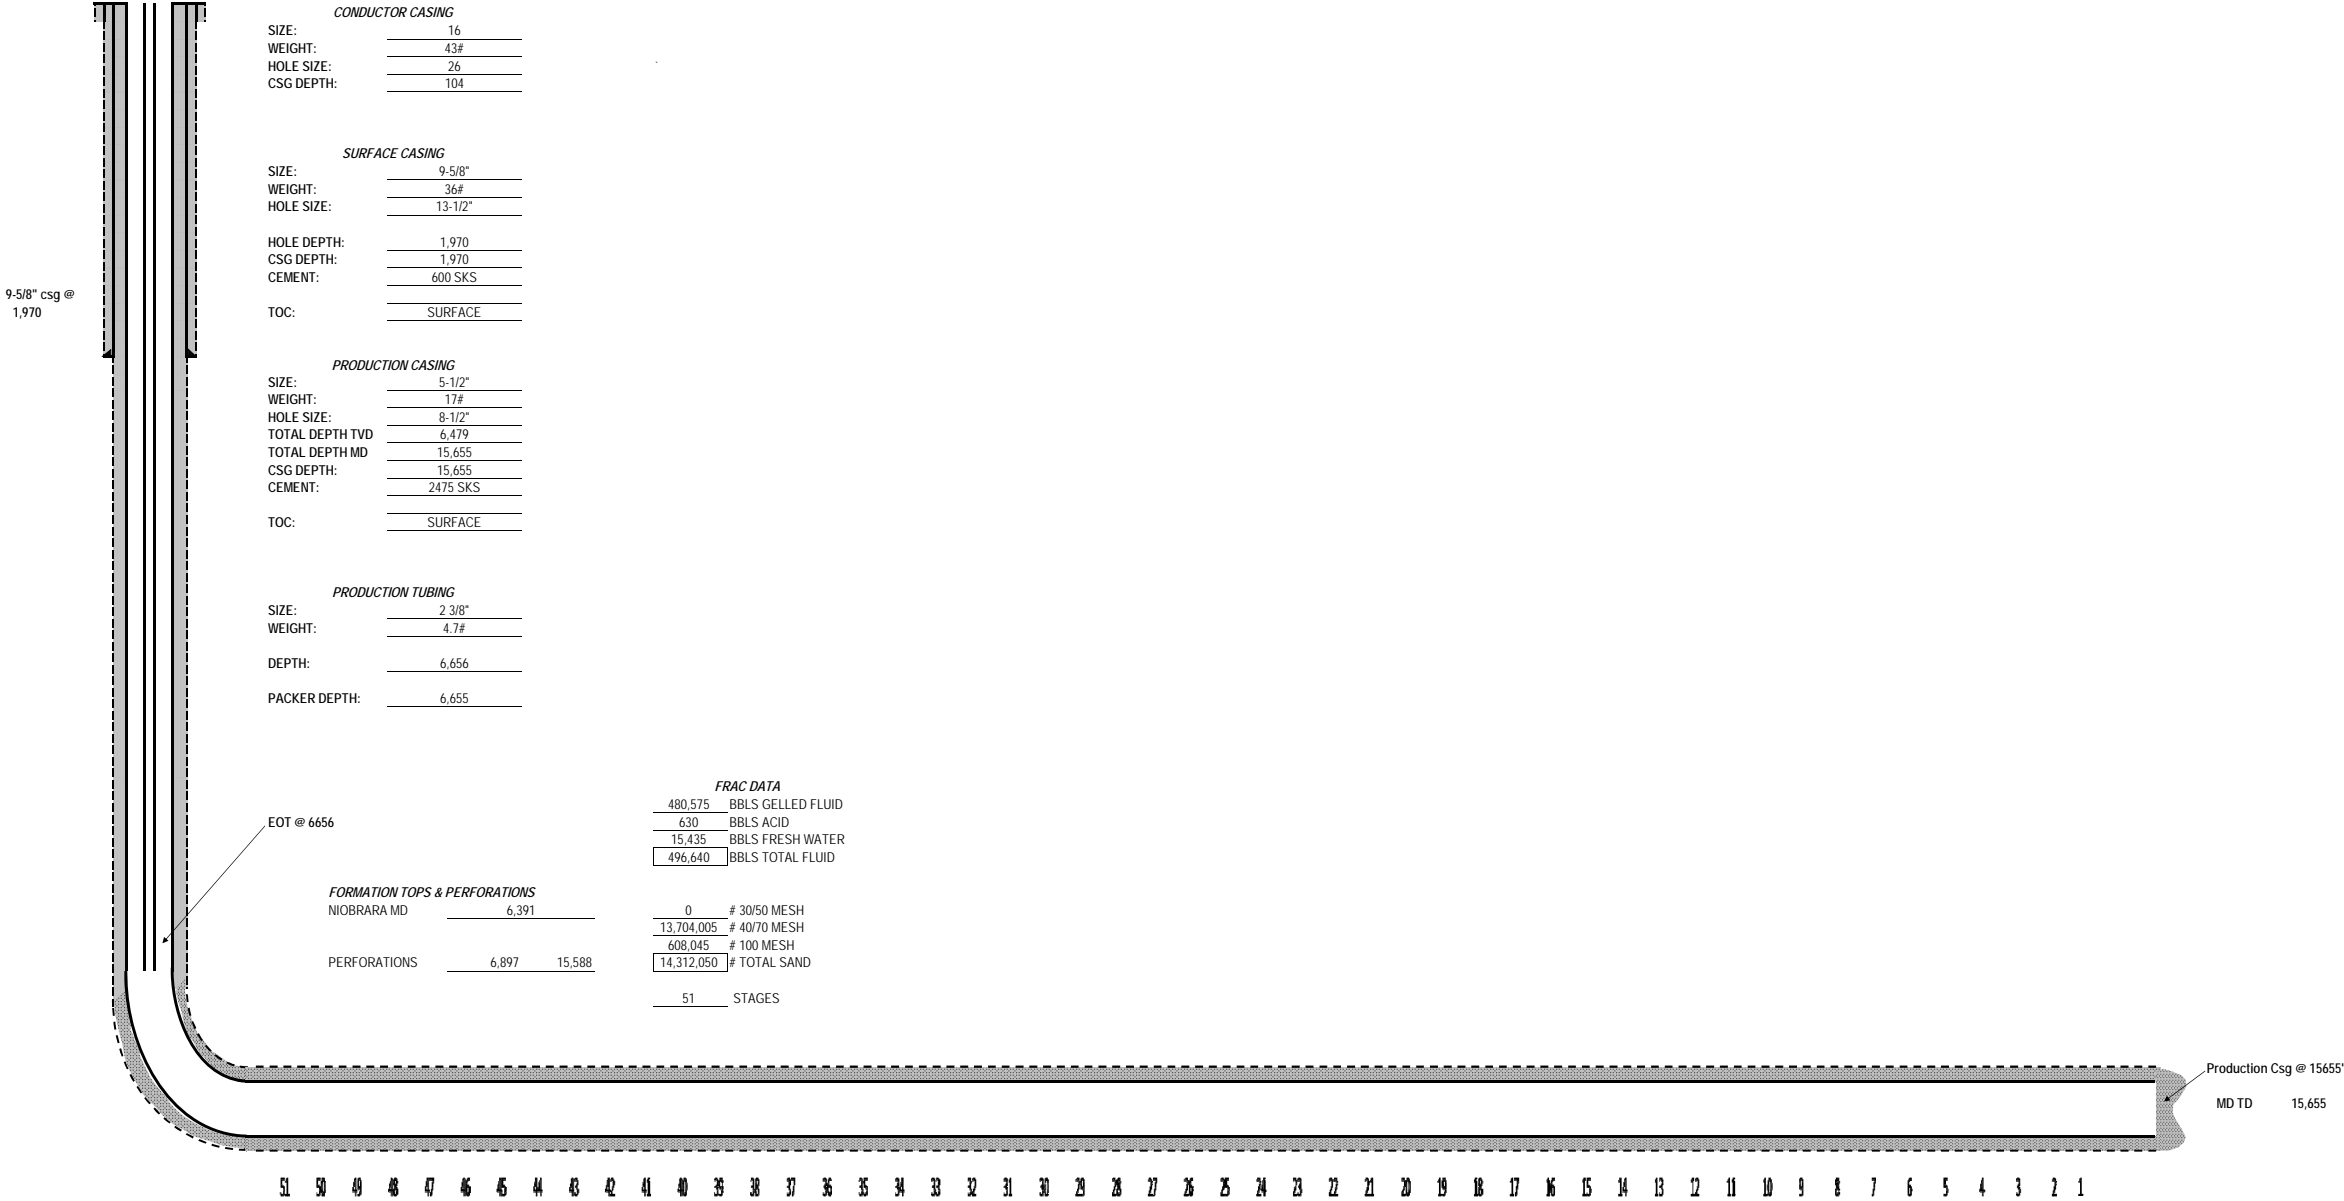 CONDUCTOR CASING
SIZE: 16
WEIGHT: 43#
HOLE SIZE: 26
CSG DEPTH: 104
SURFACE CASING
SIZE: 9-5/8"
WEIGHT: 36#
HOLE SIZE: 13-1/2"
HOLE DEPTH: 1,970
CSG DEPTH: 1,970
CEMENT: 600 SKS
TOC: SURFACE
9-5/8" csg @
1,970
PRODUCTION CASING
SIZE: 5-1/2"
WEIGHT: 17#
HOLE SIZE: 8-1/2"
TOTAL DEPTH TVD 6,479
TOTAL DEPTH MD 15,655
CSG DEPTH: 15,655
CEMENT: 2475 SKS
TOC: SURFACE
PRODUCTION TUBING
SIZE: 2 3/8"
WEIGHT: 4.7#
DEPTH: 6,656
PACKER DEPTH: 6,655
EOT @ 6656
FRAC DATA
480,575 BBLS GELLED FLUID
630 BBLS ACID
15,435 BBLS FRESH WATER
496,640 BBLS TOTAL FLUID
FORMATION TOPS & PERFORATIONS
NIOBRARA MD 6,391
PERFORATIONS 6,897 15,588
0 # 30/50 MESH
13,704,005 # 40/70 MESH
608,045 # 100 MESH
14,312,050 # TOTAL SAND
51 STAGES
Production Csg @ 15655'
MD TD 15,655
51 50 49 48 47 46 45 44 43 42 41 40 39 38 37 36 35 34 33 32 31 30 29 28 27 26 25 24 23 22 21 20 19 18 17 16 15 14 13 12 11 10 9 8 7 6 5 4 3 2 1